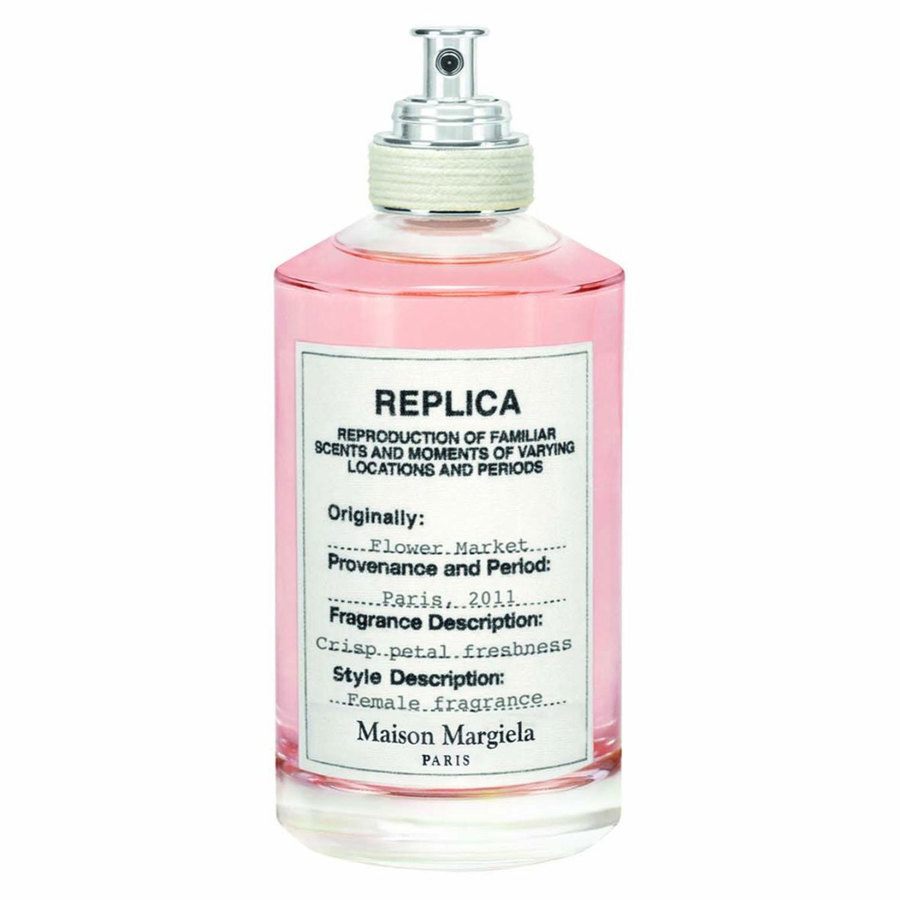 REPLICA
REPRODUCTION OF FAMILIAR
SCENTS AND MOMENTS OF VARYING
LOCATIONS AND PERIODS
Originally:
Flower Market
Provenance and Period:
Paris, 2011
Fragrance Description:
Crisp petal freshness
Style Description:
Female fragrance
Maison Margiela
PARIS